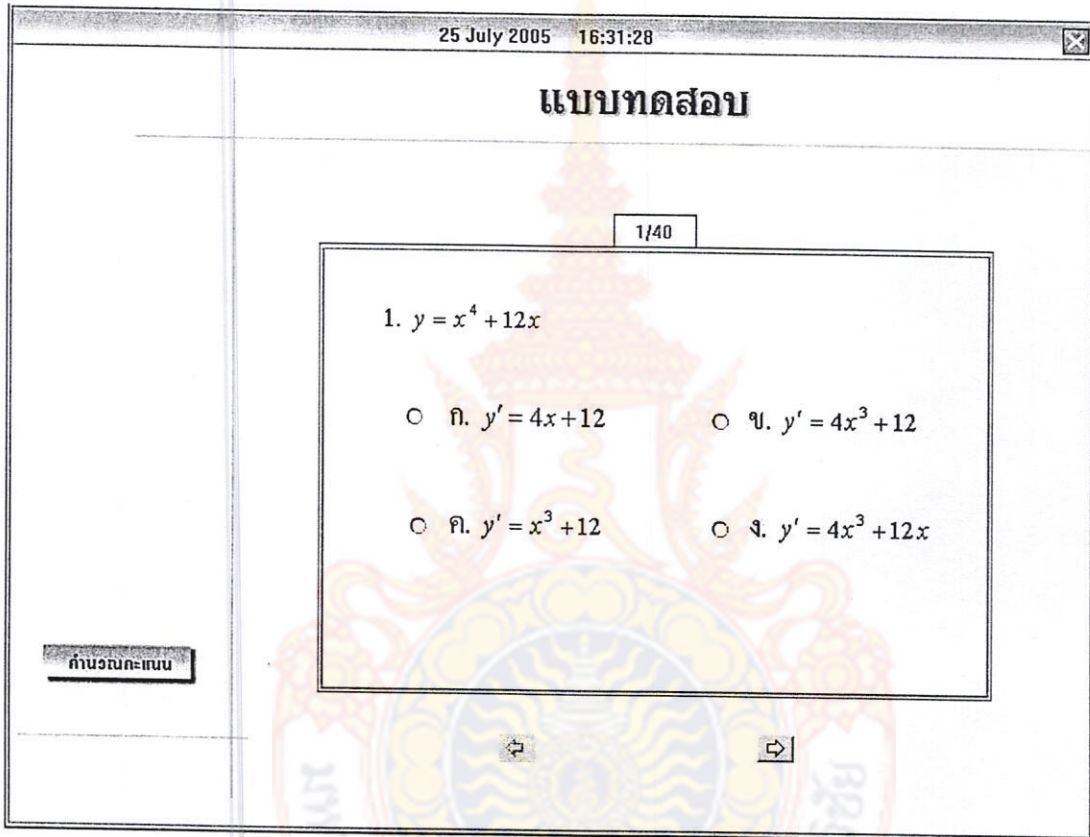 25 July 2005 16:31:28
แบบทดสอบ
1/40
1. y = x⁴ + 12x
ก. y′ = 4x + 12 ข. y′ = 4x³ + 12
ค. y′ = x³ + 12 ง. y′ = 4x³ + 12x
คำนวณคะแนน